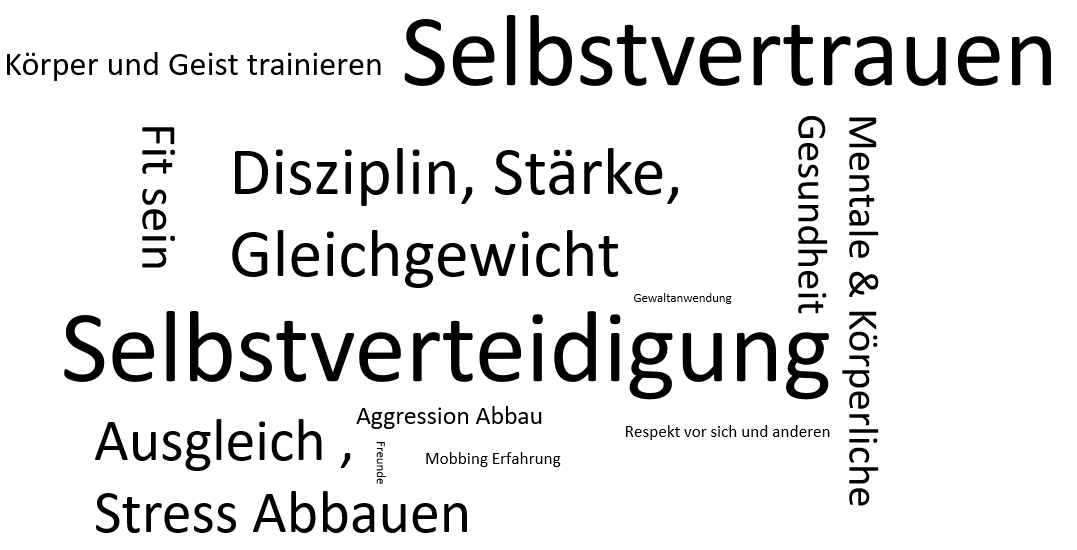 Körper und Geist trainieren
Selbstvertrauen
Fit sein
Disziplin, Stärke,
Gleichgewicht
Mentale & Körperliche
Gesundheit
Gewaltanwendung
Selbstverteidigung
Ausgleich ,
Stress Abbauen
Aggression Abbau
Freunde
Mobbing Erfahrung
Respekt vor sich und anderen